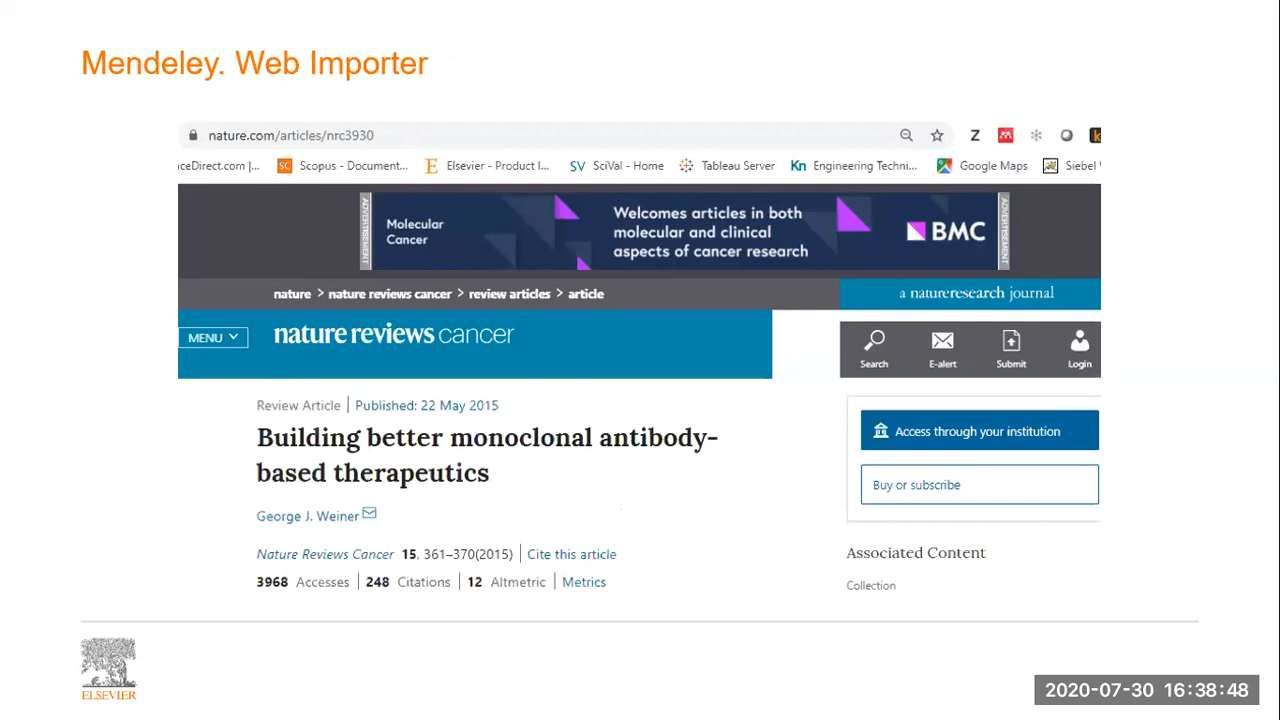 Mendeley. Web Importer
nature.com/articles/nrc3930
Z
ceDirect.com |... SC Scopus - Document... E Elsevier - Product I... SV SciVal - Home Tableau Server Kn Engineering Techni... Google Maps Siebel
ADVERTISEMENT
Molecular
Cancer
Welcomes articles in both
molecular and clinical
aspects of cancer research
BMC
ADVERTISEMENT
nature > nature reviews cancer > review articles > article
a natureresearch journal
MENU
nature reviews cancer
Search E-alert Submit Login
Review Article | Published: 22 May 2015
Building better monoclonal antibody-
based therapeutics
George J. Weiner
Nature Reviews Cancer 15, 361–370(2015) | Cite this article
3968 Accesses | 248 Citations | 12 Altmetric | Metrics
Access through your institution
Buy or subscribe
Associated Content
Collection
ELSEVIER
2020-07-30 16:38:48